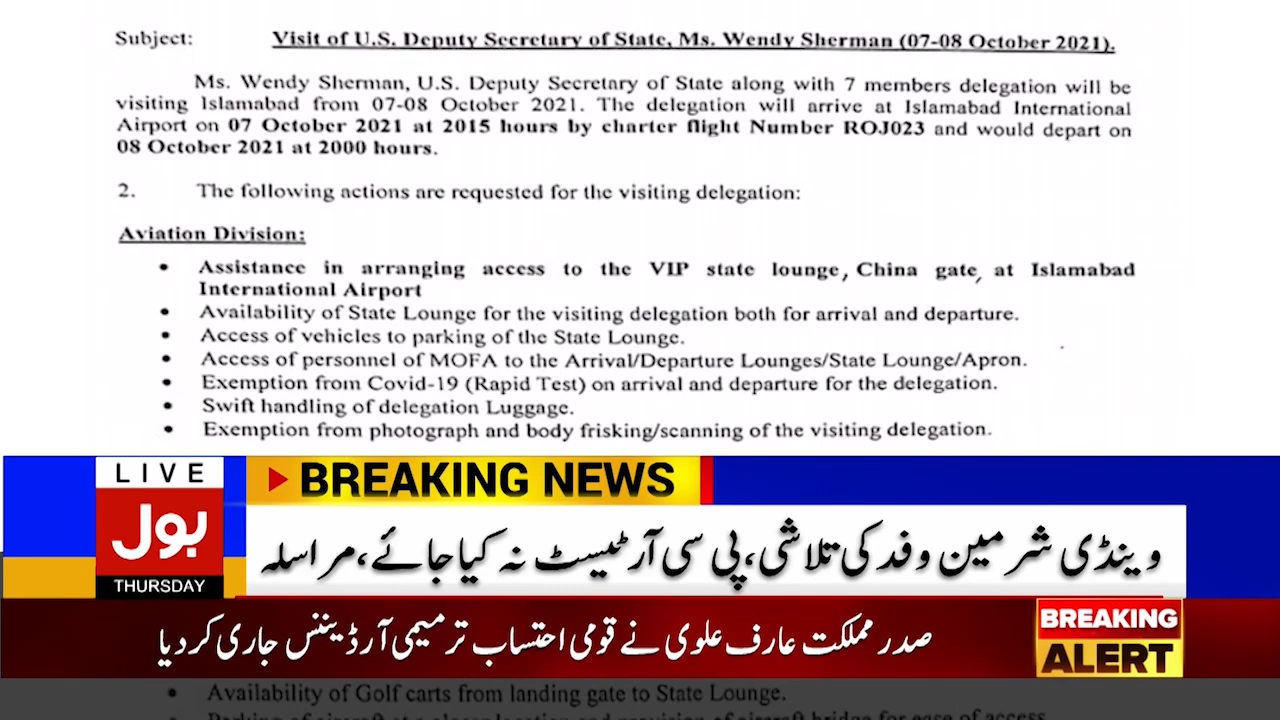 Subject: Visit of U.S. Deputy Secretary of State, Ms. Wendy Sherman (07-08 October 2021).
Ms. Wendy Sherman, U.S. Deputy Secretary of State along with 7 members delegation will be
visiting Islamabad from 07-08 October 2021. The delegation will arrive at Islamabad International
Airport on 07 October 2021 at 2015 hours by charter flight Number ROJ023 and would depart on
08 October 2021 at 2000 hours.
2. The following actions are requested for the visiting delegation:
Aviation Division:
• Assistance in arranging access to the VIP state lounge, China gate, at Islamabad
International Airport
• Availability of State Lounge for the visiting delegation both for arrival and departure.
• Access of vehicles to parking of the State Lounge.
• Access of personnel of MOFA to the Arrival/Departure Lounges/State Lounge/Apron.
• Exemption from Covid-19 (Rapid Test) on arrival and departure for the delegation.
• Swift handling of delegation Luggage.
• Exemption from photograph and body frisking/scanning of the visiting delegation.
LIVE
BREAKING NEWS
بول
وینڈی شرمین وفد کی تلاشی، پی سی آر ٹیسٹ نہ کیا جائے، مراسلہ
THURSDAY
صدر مملکت عارف علوی نے قومی احتساب ترمیمی آرڈیننس جاری کر دیا
BREAKING
ALERT
• Availability of Golf carts from landing gate to State Lounge.